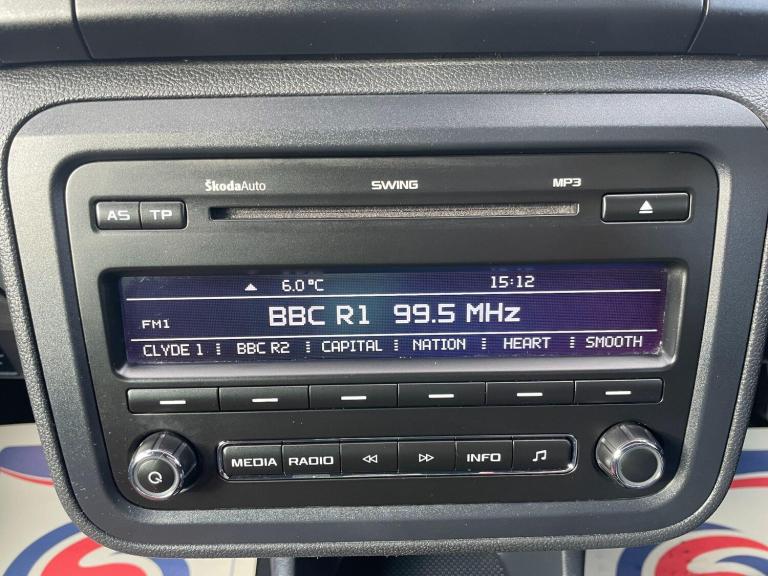 ŠkodaAuto SWING MP3
AS TP
6.0°C 15:12
FM1 BBC R1 99.5 MHz
CLYDE 1 BBC R2 CAPITAL NATION HEART SMOOTH
MEDIA RADIO INFO